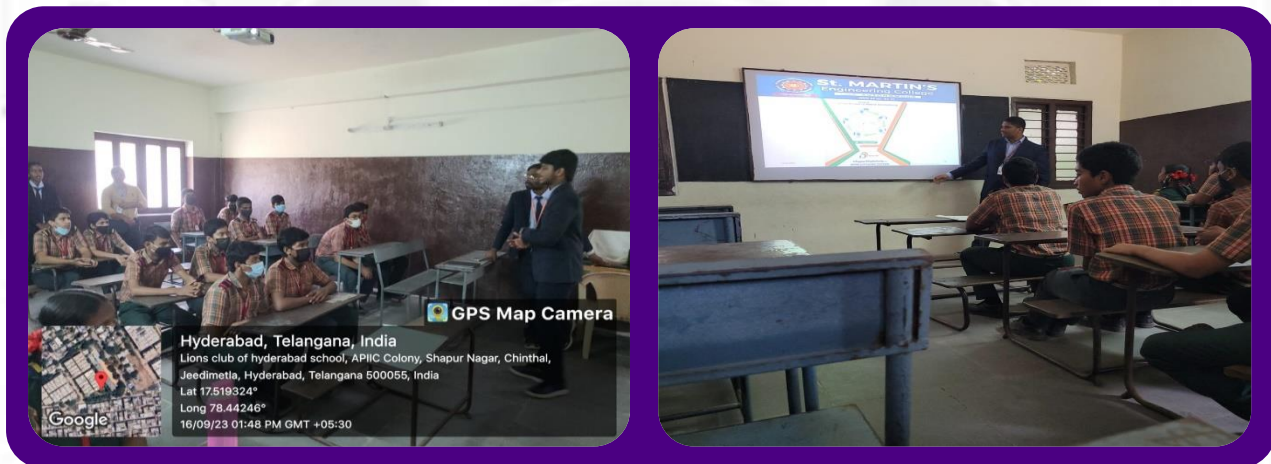 GPS Map Camera
Hyderabad, Telangana, India
Lions club of hyderabad school, APIIC Colony, Shapur Nagar, Chinthal,
Jeedimetla, Hyderabad, Telangana 500055, India
Lat 17.519324°
Long 78.44246°
16/09/23 01:48 PM GMT +05:30
Google
St. MARTIN'S
Engineering College